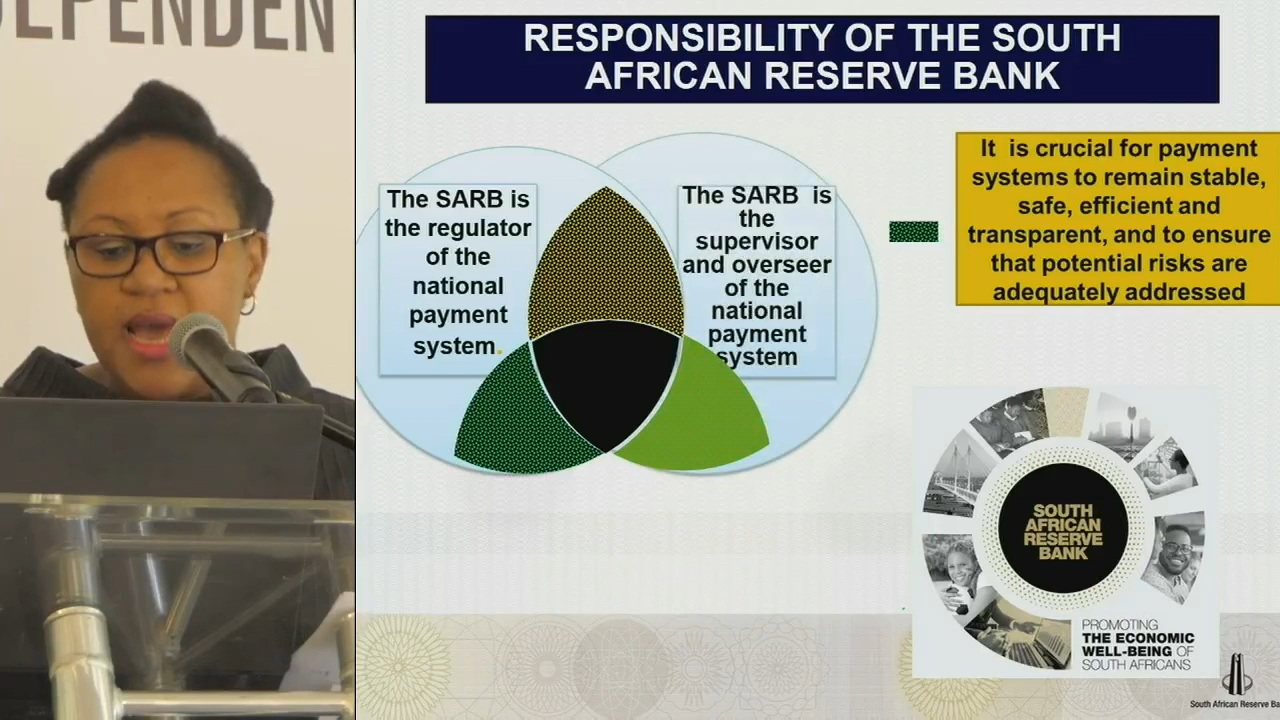 DEPENDEN
RESPONSIBILITY OF THE SOUTH
AFRICAN RESERVE BANK
The SARB is
the regulator
of the
national
payment
system.
The SARB is
the
supervisor
and overseer
of the
national
payment
system
It is crucial for payment
systems to remain stable,
safe, efficient and
transparent, and to ensure
that potential risks are
adequately addressed
SOUTH
AFRICAN
RESERVE
BANK
PROMOTING
THE ECONOMIC
WELL-BEING OF
SOUTH AFRICANS
South African Reserve Ba